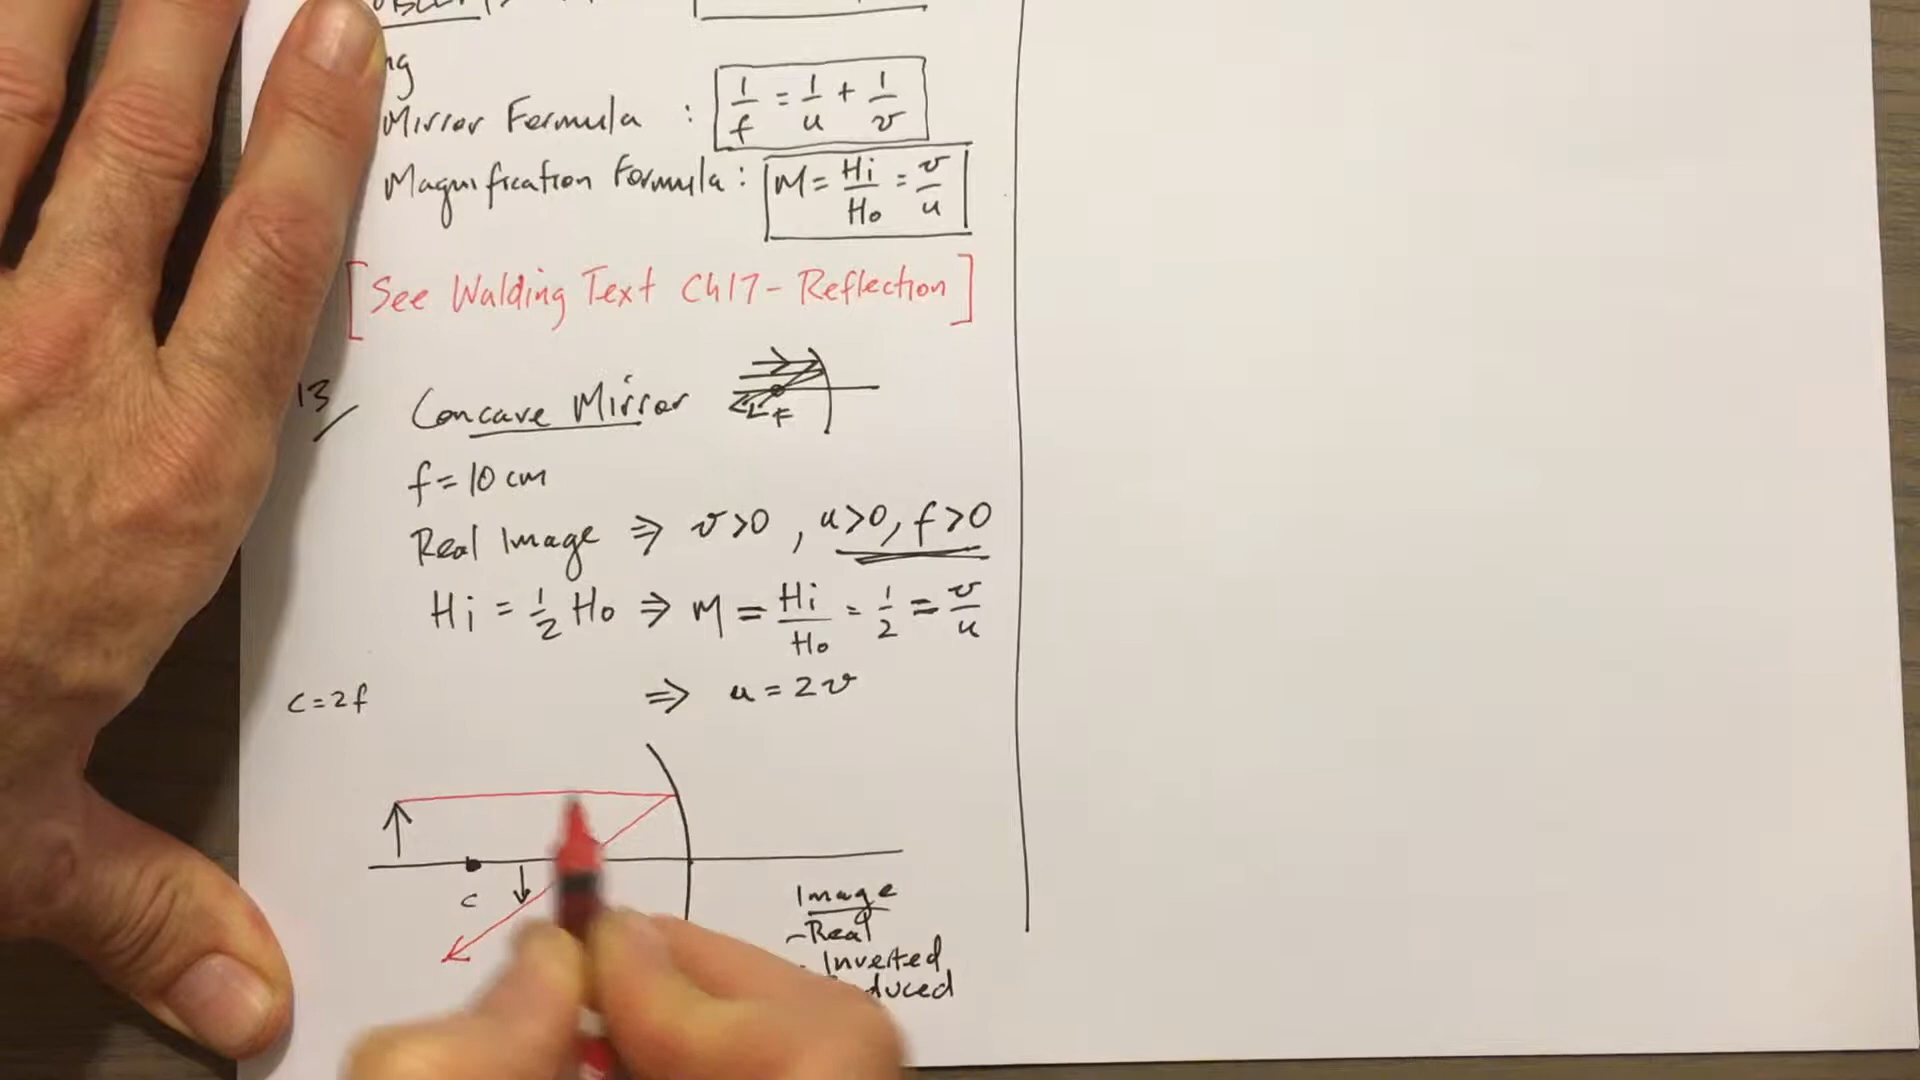 ng
Mirror Formula : 1/f = 1/u + 1/v
Magnification Formula : M = Hi/Ho = v/u
[See Walding Text Ch17 - Reflection]
13/ Concave Mirror
F
f = 10 cm
Real Image ⇒ v>0 , u>0, f>0
Hi = 1/2 Ho ⇒ M = Hi/Ho = 1/2 = v/u
C = 2f ⇒ u = 2v
C
Image
- Real
- Inverted
duced